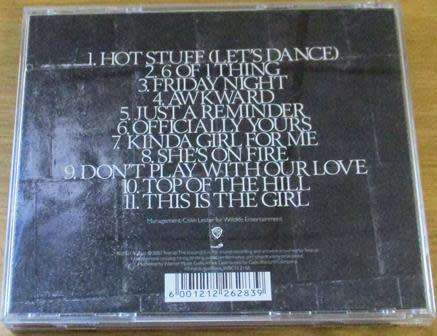 1. HOT STUFF (LET'S DANCE)
2. 6 OF 1 THING
3. FRIDAY NIGHT
4. AWKWARD
5. JUST A REMINDER
6. OFFICIALLY YOURS
7. KINDA GIRL FOR ME
8. SHE'S ON FIRE
9. DON'T PLAY WITH OUR LOVE
10. TOP OF THE HILL
11. THIS IS THE GIRL
Management: Colin Lester for Wildlife Entertainment
6 001212 262839